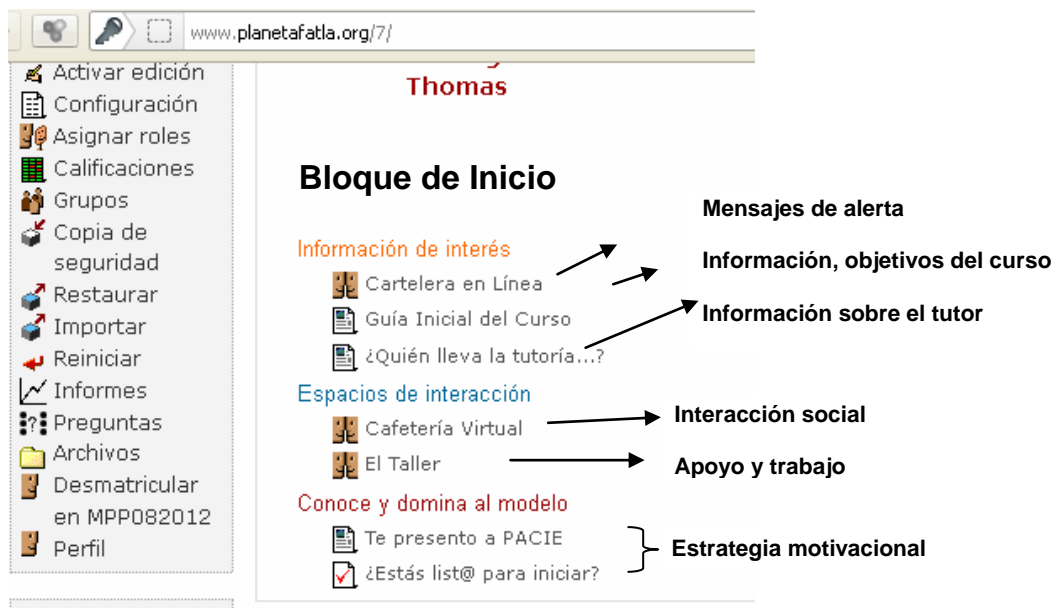 www.planetafatla.org/7/
Activar edición
Configuración
Asignar roles
Calificaciones
Grupos
Copia de
seguridad
Restaurar
Importar
Reiniciar
Informes
Preguntas
Archivos
Desmatricular
en MPP082012
Perfil
Thomas
Bloque de Inicio
Información de interés
Cartelera en Línea
Guía Inicial del Curso
¿Quién lleva la tutoría...?
Espacios de interacción
Cafetería Virtual
El Taller
Conoce y domina al modelo
Te presento a PACIE
¿Estás list@ para iniciar?
Mensajes de alerta
Información, objetivos del curso
Información sobre el tutor
Interacción social
Apoyo y trabajo
Estrategia motivacional